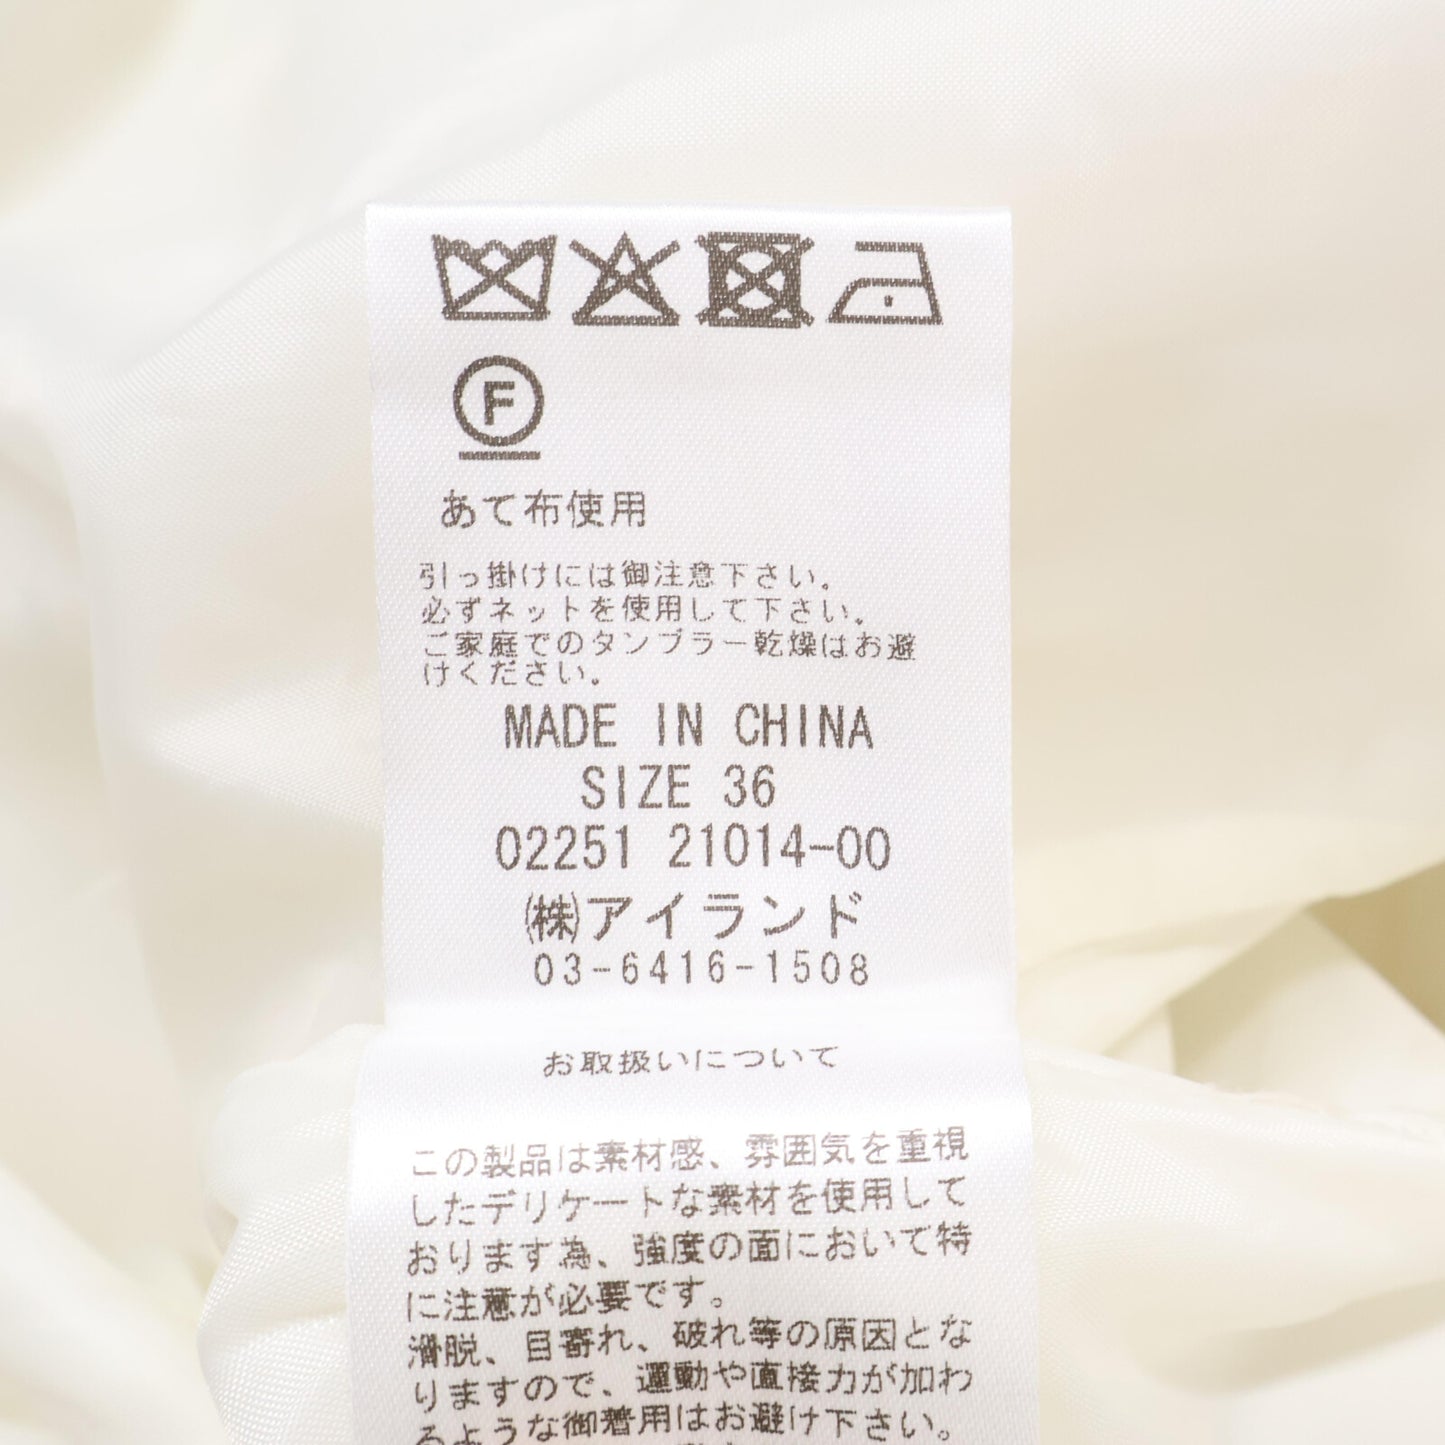 F
あて布使用
引っ掛けには御注意下さい。
必ずネットを使用して下さい。
ご家庭でのタンブラー乾燥はお避
けください。
MADE IN CHINA
SIZE 36
02251 21014-00
㈱アイランド
03-6416-1508
お取扱いについて
この製品は素材感、雰囲気を重視
したデリケートな素材を使用して
おります為、強度の面において特
に注意が必要です。
滑脱、目寄れ、破れ等の原因とな
りますので、運動や直接力が加わ
るような御着用はお避け下さい。